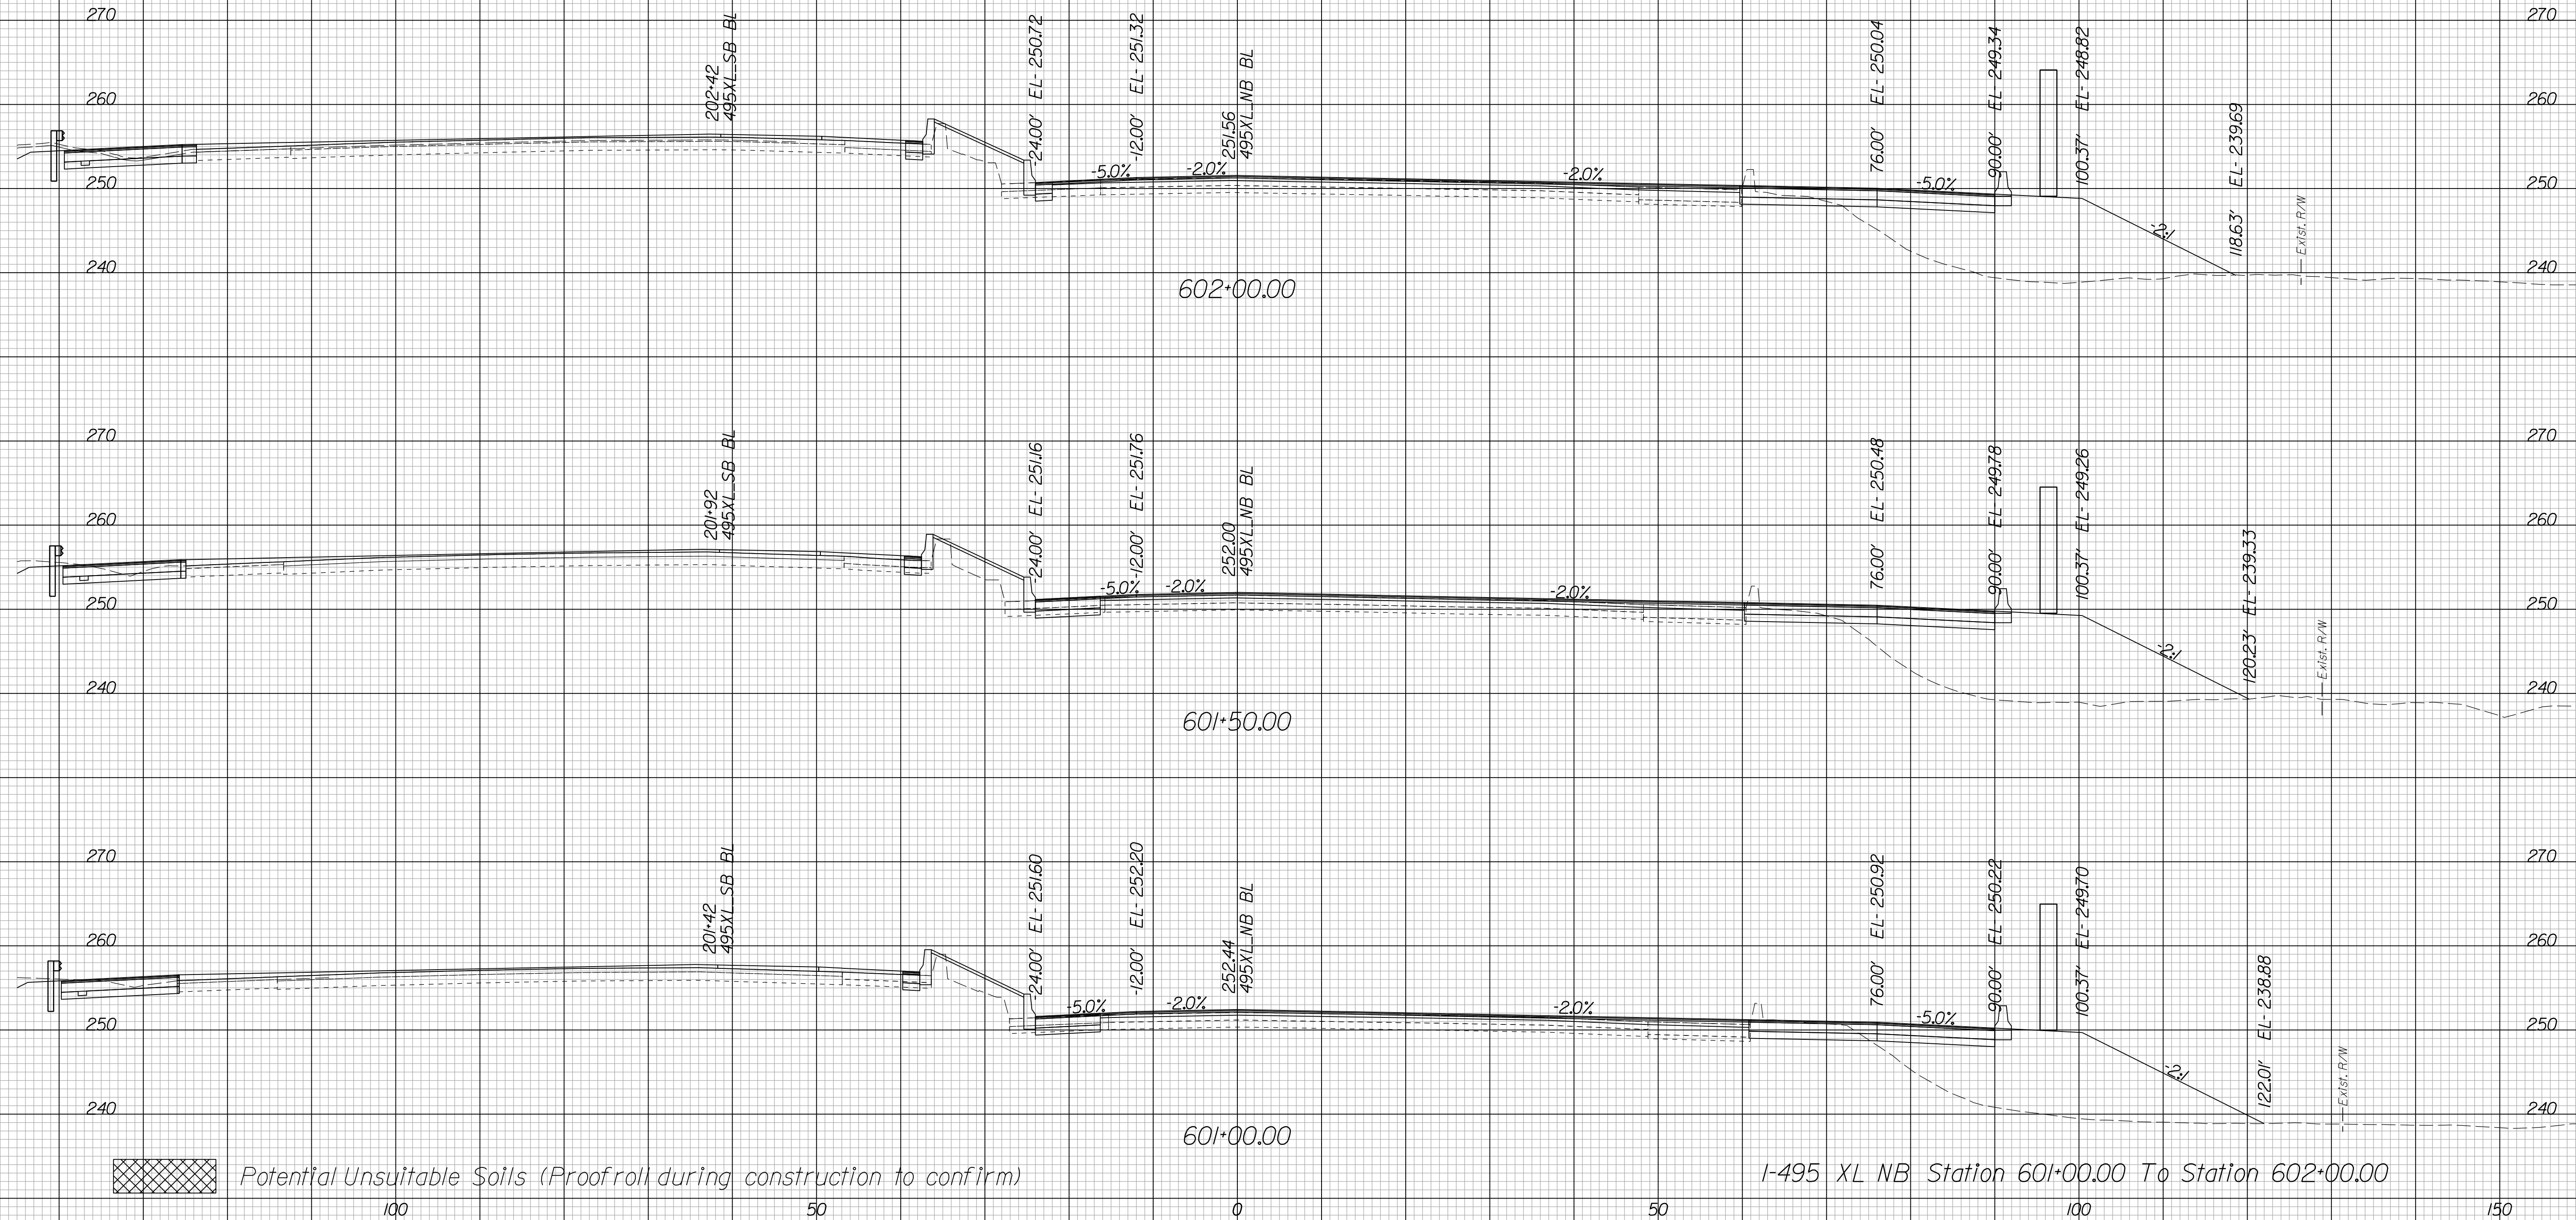 270 270
202+42
495XL_SB BL
-24.00' EL- 250.72
-12.00' EL- 251.32
251.56
495XL_NB BL
76.00' EL- 250.04
90.00' EL- 249.34
100.37' EL- 248.82
118.63' EL- 239.69
260 260
-5.0% -2.0% -2.0% -5.0%
250 250
-2:1
Exist. R/W
240 240
602+00.00
270 270
201+92
495XL_SB BL
-24.00' EL- 251.16
-12.00' EL- 251.76
252.00
495XL_NB BL
76.00' EL- 250.48
90.00' EL- 249.78
100.37' EL- 249.26
120.23' EL- 239.33
260 260
-5.0% -2.0% -2.0%
250 250
-2:1
Exist. R/W
240 240
601+50.00
270 270
201+42
495XL_SB BL
-24.00' EL- 251.60
-12.00' EL- 252.20
252.44
495XL_NB BL
76.00' EL- 250.92
90.00' EL- 250.22
100.37' EL- 249.70
122.01' EL- 238.88
260 260
-5.0% -2.0% -2.0% -5.0%
250 250
-2:1
Exist. R/W
240 240
601+00.00
Potential Unsuitable Soils (Proofroll during construction to confirm)
I-495 XL NB Station 601+00.00 To Station 602+00.00
100 50 0 50 100 150